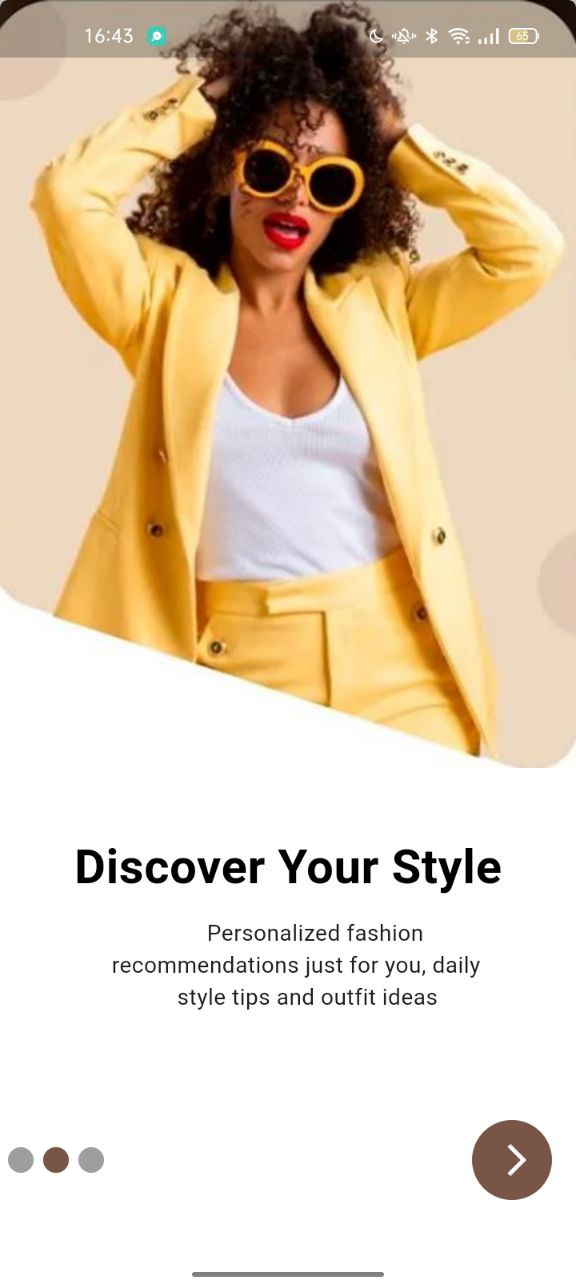 16:43
65
Discover Your Style
Personalized fashion
recommendations just for you, daily
style tips and outfit ideas